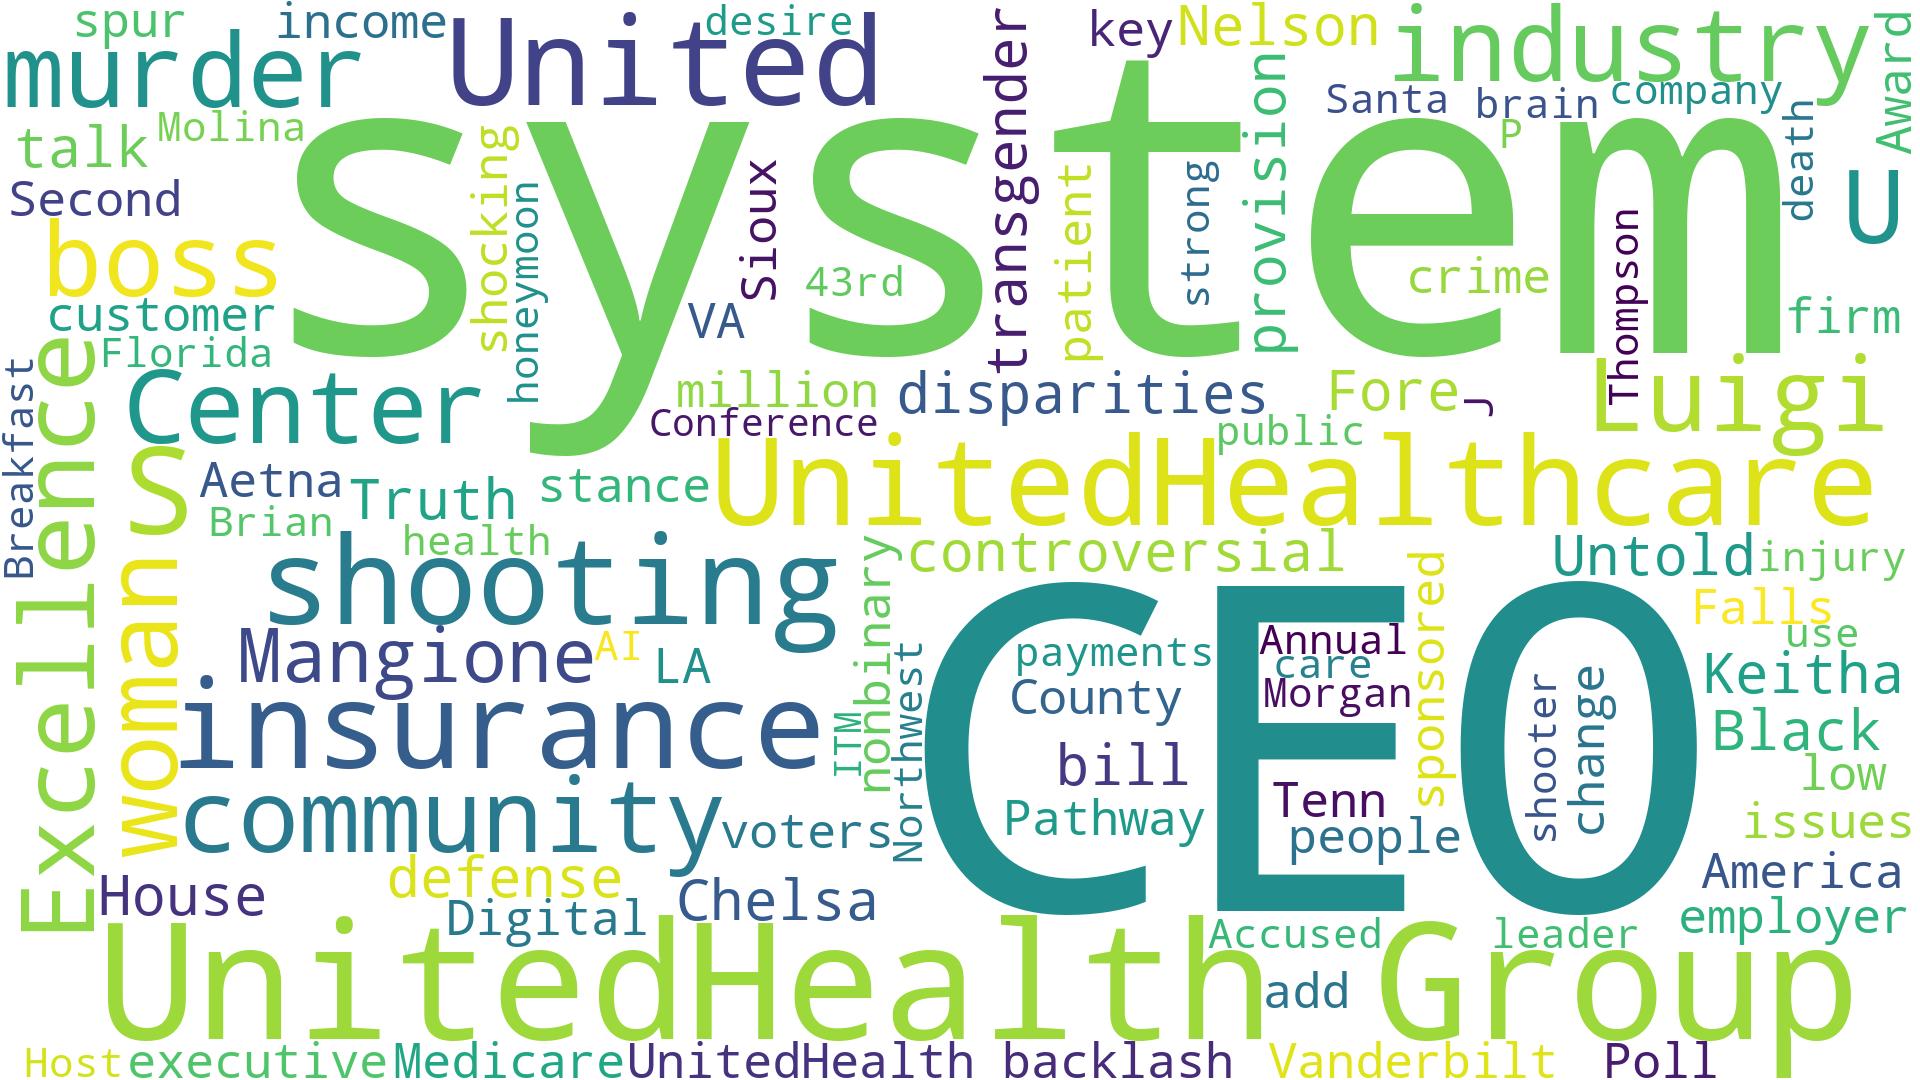 spur
income
desire
key
Nelson
industry
Award
murder
United
transgender
system
provision
Santa
brain
company
P
death
talk
Molina
Second
shocking
honeymoon
Sioux
patient
strong
U
boss
43rd
crime
Thompson
customer
VA
firm
Florida
Breakfast
Excellence
Center
million
disparities
Fore
J
Luigi
Conference
public
woman S
Aetna
Truth
stance
UnitedHealthcare
Brian
health
shooting
nonbinary
controversial
sponsored
Untold
injury
Mangione
AI
LA
CEO
payments
Annual
care
Falls
use
County
Morgan
Keitha
insurance
ITM
Northwest
bill
shooter
change
Black
low
community
voters
Pathway
Tenn
people
issues
House
defense
Digital
Chelsa
America
employer
Accused
leader
UnitedHealth Group
add
Host
executive
Medicare
UnitedHealth
backlash
Vanderbilt
Poll